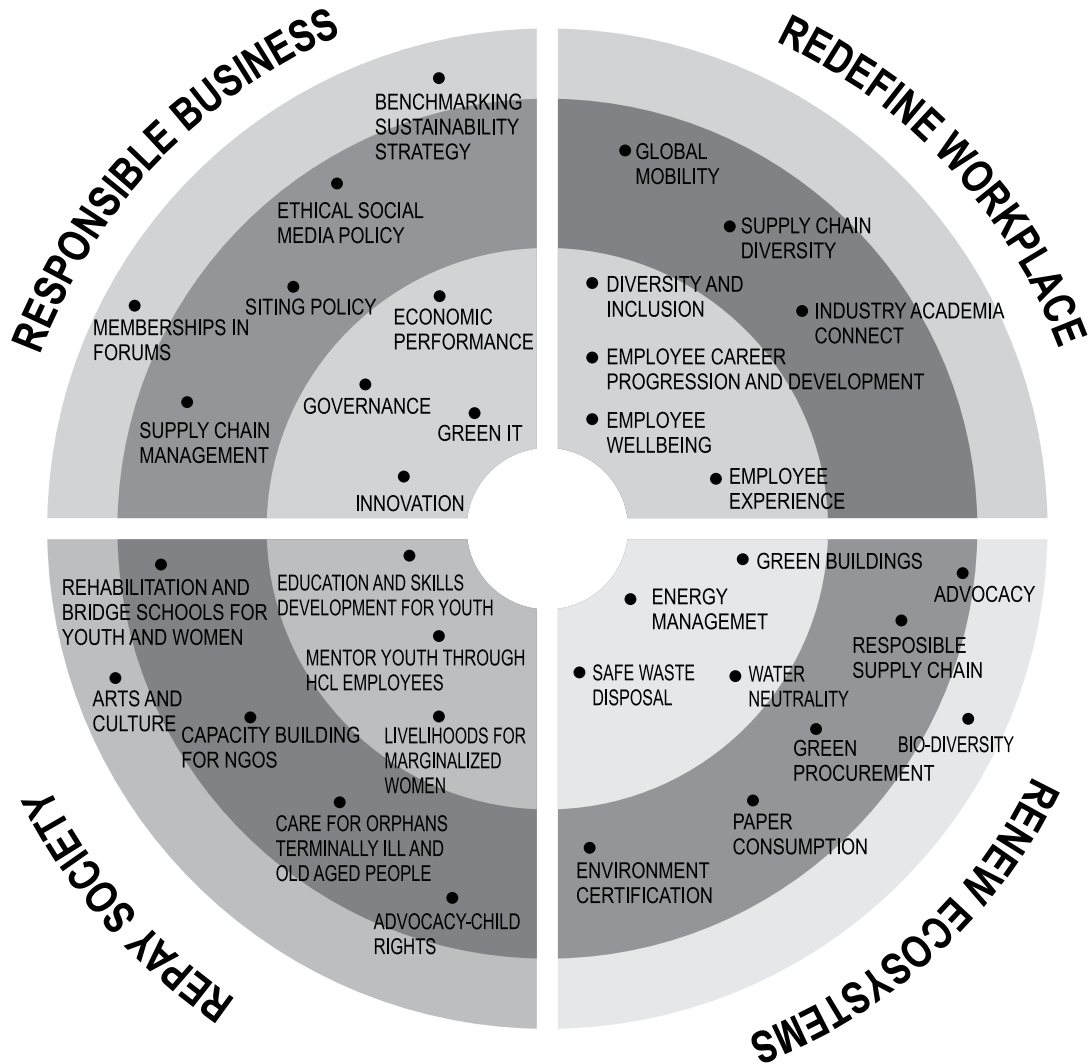 RESPONSIBLE BUSINESS
BENCHMARKING
SUSTAINABILITY
STRATEGY
ETHICAL SOCIAL
MEDIA POLICY
SITING POLICY
MEMBERSHIPS IN
FORUMS
ECONOMIC
PERFORMANCE
GOVERNANCE
GREEN IT
SUPPLY CHAIN
MANAGEMENT
INNOVATION
REDEFINE WORKPLACE
GLOBAL
MOBILITY
SUPPLY CHAIN
DIVERSITY
DIVERSITY AND
INCLUSION
INDUSTRY ACADEMIA
CONNECT
EMPLOYEE CAREER
PROGRESSION AND DEVELOPMENT
EMPLOYEE
WELLBEING
EMPLOYEE
EXPERIENCE
REPAY SOCIETY
REHABILITATION AND
BRIDGE SCHOOLS FOR
YOUTH AND WOMEN
EDUCATION AND SKILLS
DEVELOPMENT FOR YOUTH
MENTOR YOUTH THROUGH
HCL EMPLOYEES
ARTS AND
CULTURE
CAPACITY BUILDING
FOR NGOS
LIVELIHOODS FOR
MARGINALIZED
WOMEN
CARE FOR ORPHANS
TERMINALLY ILL AND
OLD AGED PEOPLE
ADVOCACY-CHILD
RIGHTS
RENEW ECOSYSTEMS
GREEN BUILDINGS
ADVOCACY
ENERGY
MANAGEMET
RESPOSIBLE
SUPPLY CHAIN
SAFE WASTE
DISPOSAL
WATER
NEUTRALITY
GREEN
PROCUREMENT
BIO-DIVERSITY
PAPER
CONSUMPTION
ENVIRONMENT
CERTIFICATION